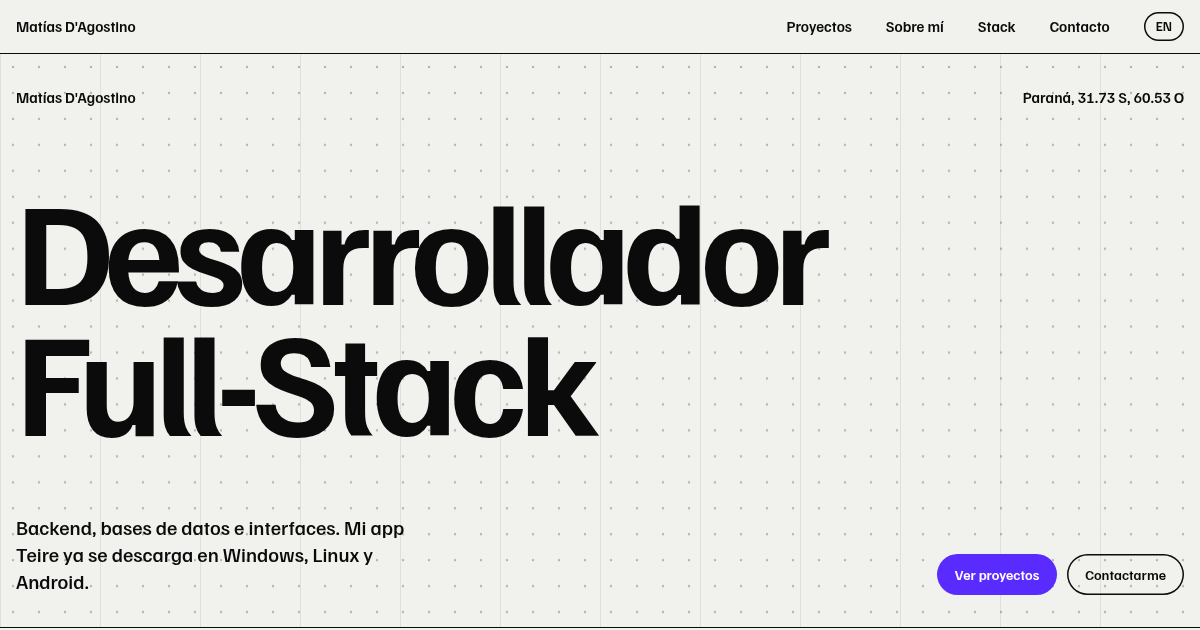 Matías D'Agostino
Proyectos Sobre mí Stack Contacto EN
Matías D'Agostino
Paraná, 31.73 S, 60.53 O
Desarrollador
Full-Stack
Backend, bases de datos e interfaces. Mi app
Teire ya se descarga en Windows, Linux y
Android.
Ver proyectos
Contactarme